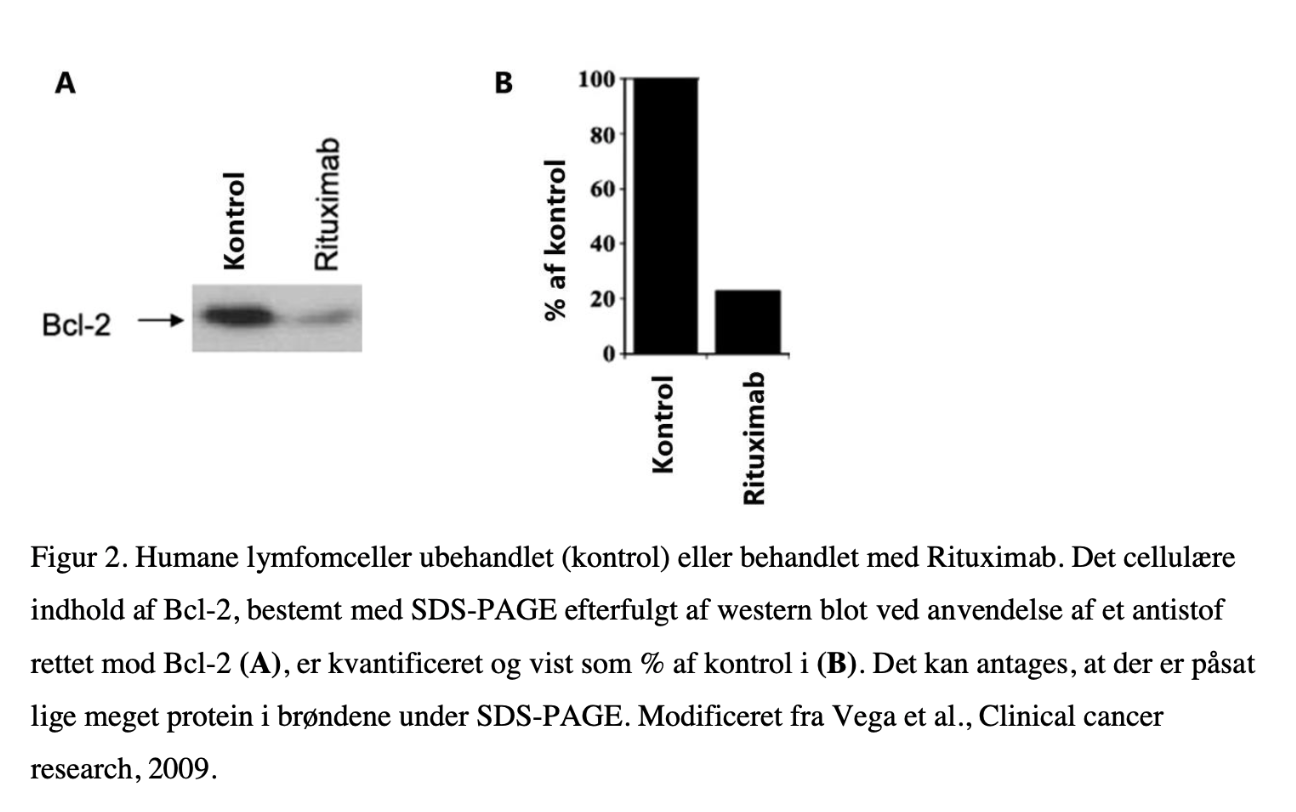 A
B
Kontrol
Rituximab
Bcl-2
% af kontrol
100
80
60
40
20
0
Kontrol
Rituximab
Figur 2. Humane lymfomceller ubehandlet (kontrol) eller behandlet med Rituximab. Det cellulære
indhold af Bcl-2, bestemt med SDS-PAGE efterfulgt af western blot ved anvendelse af et antistof
rettet mod Bcl-2 (A), er kvantificeret og vist som % af kontrol i (B). Det kan antages, at der er påsat
lige meget protein i brøndene under SDS-PAGE. Modificeret fra Vega et al., Clinical cancer
research, 2009.